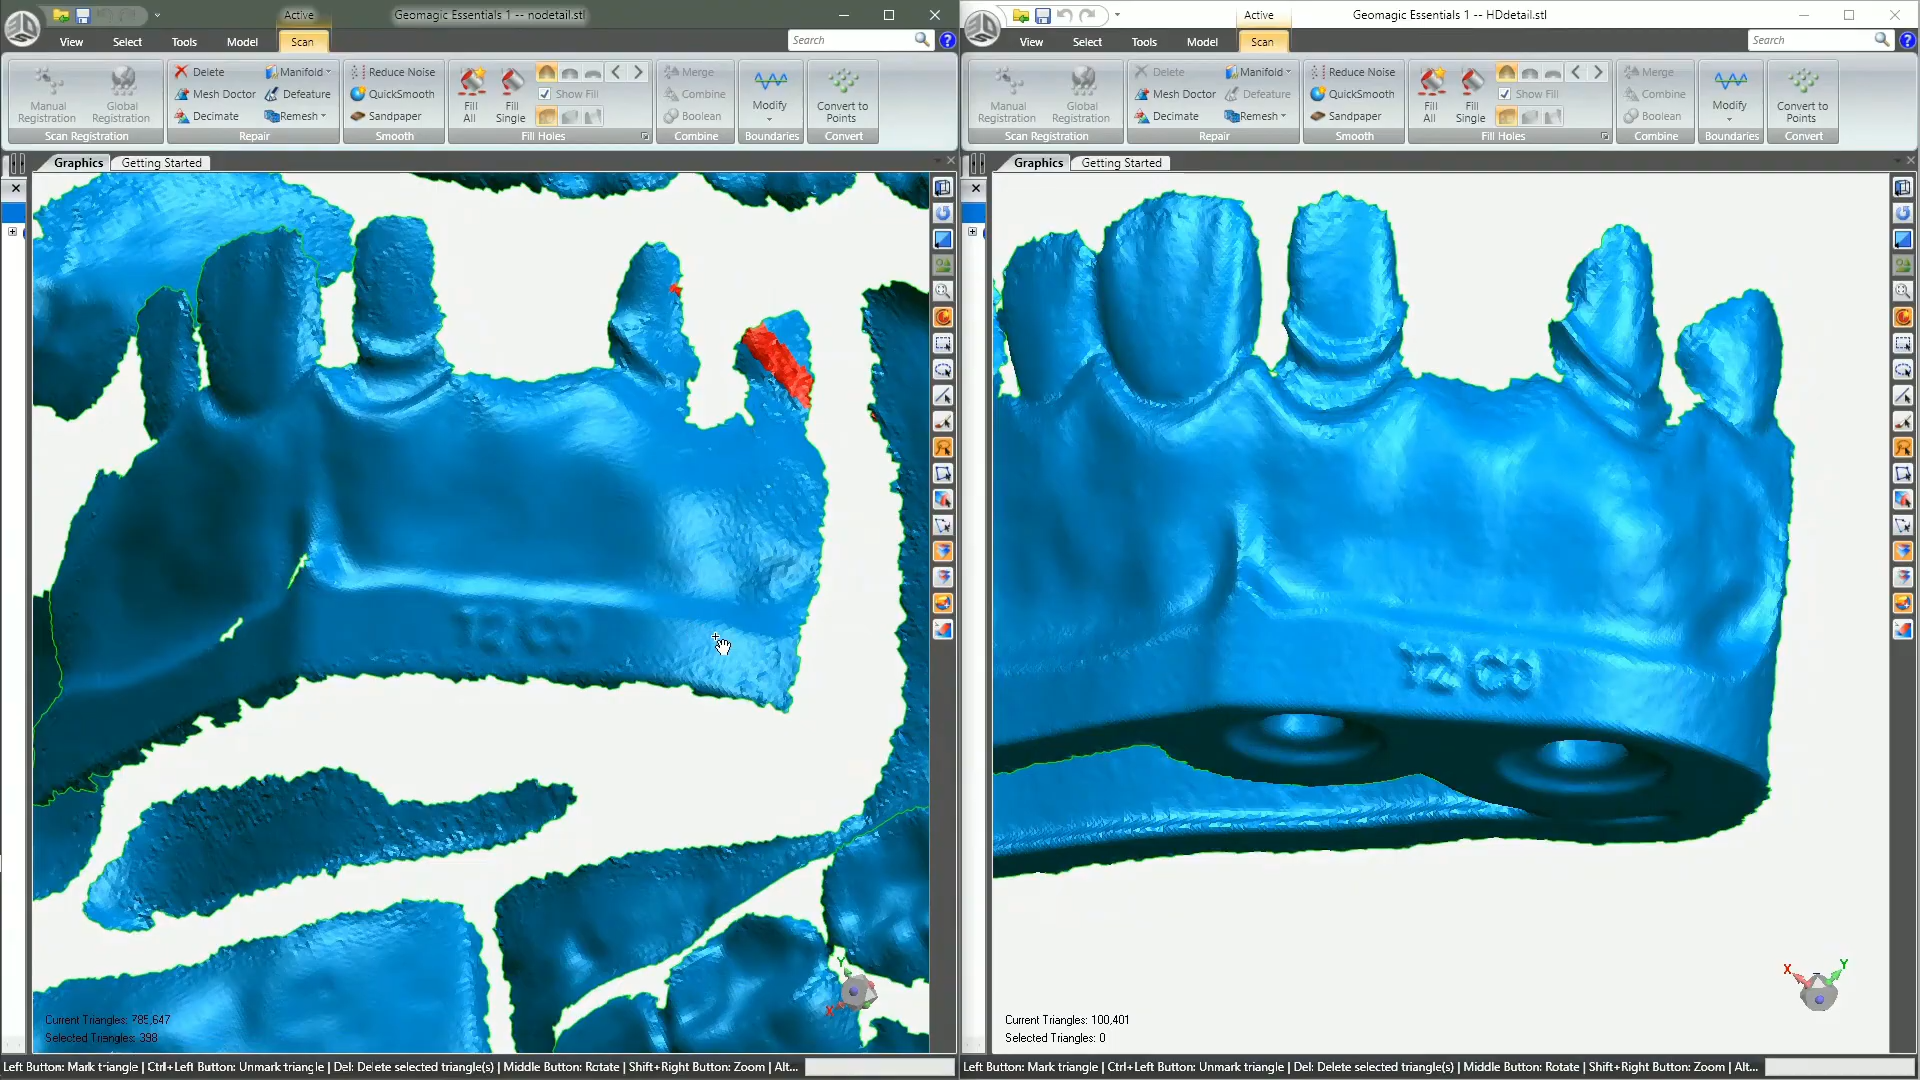 Active
Geomagic Essentials 1 -- nodetail.stl
View
Select
Tools
Model
Scan
Search
Manual Registration
Global Registration
Scan Registration
Delete
Mesh Doctor
Decimate
Manifold
Defeature
Remesh
Repair
Reduce Noise
QuickSmooth
Sandpaper
Smooth
Fill All
Fill Single
Show Fill
Fill Holes
Merge
Combine
Boolean
Combine
Modify
Boundaries
Convert to Points
Convert
Graphics
Getting Started
12 C0
Y
X
Current Triangles: 785,647
Selected Triangles: 398
Left Button: Mark triangle | Ctrl+Left Button: Unmark triangle | Del: Delete selected triangle(s) | Middle Button: Rotate | Shift+Right Button: Zoom | Alt...
Active
Geomagic Essentials 1 -- HDdetail.stl
View
Select
Tools
Model
Scan
Search
Manual Registration
Global Registration
Scan Registration
Delete
Mesh Doctor
Decimate
Manifold
Defeature
Remesh
Repair
Reduce Noise
QuickSmooth
Sandpaper
Smooth
Fill All
Fill Single
Show Fill
Fill Holes
Merge
Combine
Boolean
Combine
Modify
Boundaries
Convert to Points
Convert
Graphics
Getting Started
12 C0
X
Y
Current Triangles: 100,401
Selected Triangles: 0
Left Button: Mark triangle | Ctrl+Left Button: Unmark triangle | Del: Delete selected triangle(s) | Middle Button: Rotate | Shift+Right Button: Zoom | Alt...